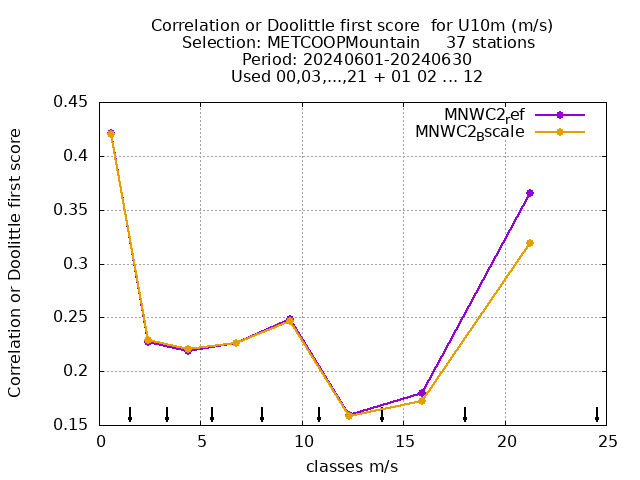 Correlation or Doolittle first score  for U10m (m/s)
Selection: METCOOPMountain     37 stations
Period: 20240601-20240630
Used 00,03,...,21 + 01 02 ... 12
Correlation or Doolittle first score
0.45
0.4
0.35
0.3
0.25
0.2
0.15
MNWC2ref
MNWC2Bscale
0
5
10
15
20
25
classes m/s